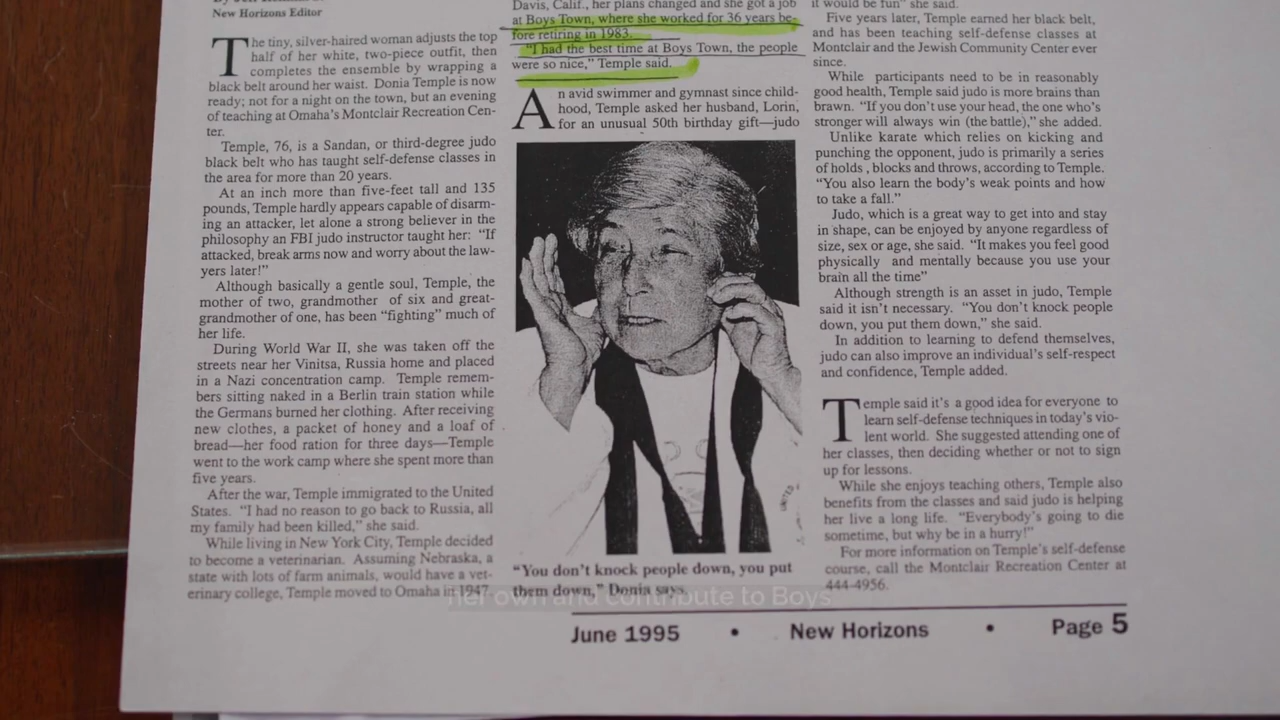 New Horizons Editor
The tiny, silver-haired woman adjusts the top
half of her white, two-piece outfit, then
completes the ensemble by wrapping a
black belt around her waist. Donia Temple is now
ready; not for a night on the town, but an evening
of teaching at Omaha's Montclair Recreation Cen-
ter.
Temple, 76, is a Sandan, or third-degree judo
black belt who has taught self-defense classes in
the area for more than 20 years.
At an inch more than five-feet tall and 135
pounds, Temple hardly appears capable of disarm-
ing an attacker, let alone a strong believer in the
philosophy an FBI judo instructor taught her: "If
attacked, break arms now and worry about the law-
yers later!"
Although basically a gentle soul, Temple, the
mother of two, grandmother of six and great-
grandmother of one, has been "fighting" much of
her life.
During World War II, she was taken off the
streets near her Vinitsa, Russia home and placed
in a Nazi concentration camp. Temple remem-
bers sitting naked in a Berlin train station while
the Germans burned her clothing. After receiving
new clothes, a packet of honey and a loaf of
bread—her food ration for three days—Temple
went to the work camp where she spent more than
five years.
After the war, Temple immigrated to the United
States. "I had no reason to go back to Russia, all
my family had been killed," she said.
While living in New York City, Temple decided
to become a veterinarian. Assuming Nebraska, a
state with lots of farm animals, would have a vet-
erinary college, Temple moved to Omaha in 1947.
Davis, Calif., her plans changed and she got a job
at Boys Town, where she worked for 36 years be-
fore retiring in 1983.
"I had the best time at Boys Town, the people
were so nice," Temple said.
An avid swimmer and gymnast since child-
hood, Temple asked her husband, Lorin,
for an unusual 50th birthday gift—judo
UNITED
"You don't knock people down, you put
them down," Donia says.
it would be fun" she said.
Five years later, Temple earned her black belt,
and has been teaching self-defense classes at
Montclair and the Jewish Community Center ever
since.
While participants need to be in reasonably
good health, Temple said judo is more brains than
brawn. "If you don't use your head, the one who's
stronger will always win (the battle)," she added.
Unlike karate which relies on kicking and
punching the opponent, judo is primarily a series
of holds , blocks and throws, according to Temple.
"You also learn the body's weak points and how
to take a fall."
Judo, which is a great way to get into and stay
in shape, can be enjoyed by anyone regardless of
size, sex or age, she said. "It makes you feel good
physically and mentally because you use your
brain all the time"
Although strength is an asset in judo, Temple
said it isn't necessary. "You don't knock people
down, you put them down," she said.
In addition to learning to defend themselves,
judo can also improve an individual's self-respect
and confidence, Temple added.
Temple said it's a good idea for everyone to
learn self-defense techniques in today's vio-
lent world. She suggested attending one of
her classes, then deciding whether or not to sign
up for lessons.
While she enjoys teaching others, Temple also
benefits from the classes and said judo is helping
her live a long life. "Everybody's going to die
sometime, but why be in a hurry!"
For more information on Temple's self-defense
course, call the Montclair Recreation Center at
444-4956.
her own and contribute to Boys
June 1995 • New Horizons • Page 5